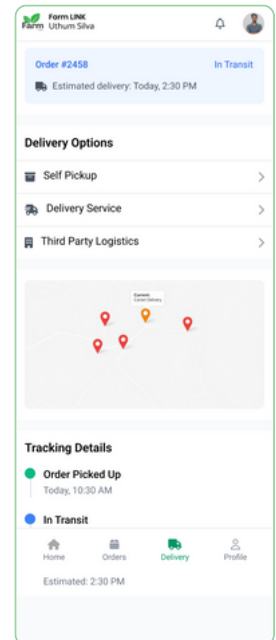 Farm LINK
Farm Uthum Silva
Order #2458 In Transit
Estimated delivery: Today, 2:30 PM
Delivery Options
Self Pickup
Delivery Service
Third Party Logistics
Current:
Tracking Details
Order Picked Up
Today, 10:30 AM
In Transit
Home Orders Delivery Profile
Estimated: 2:30 PM